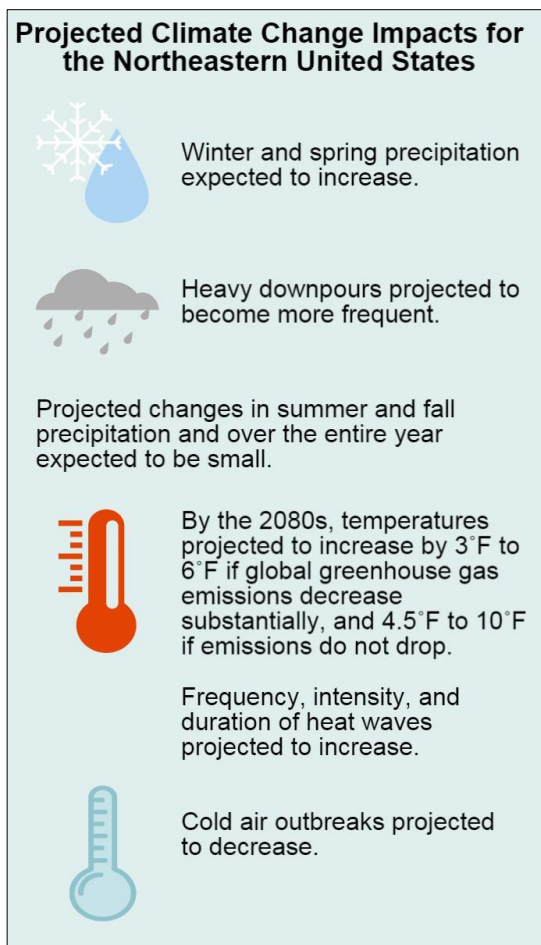 Projected Climate Change Impacts for
the Northeastern United States
Winter and spring precipitation
expected to increase.
Heavy downpours projected to
become more frequent.
Projected changes in summer and fall
precipitation and over the entire year
expected to be small.
By the 2080s, temperatures
projected to increase by 3˚F to
6˚F if global greenhouse gas
emissions decrease
substantially, and 4.5˚F to 10˚F
if emissions do not drop.
Frequency, intensity, and
duration of heat waves
projected to increase.
Cold air outbreaks projected
to decrease.